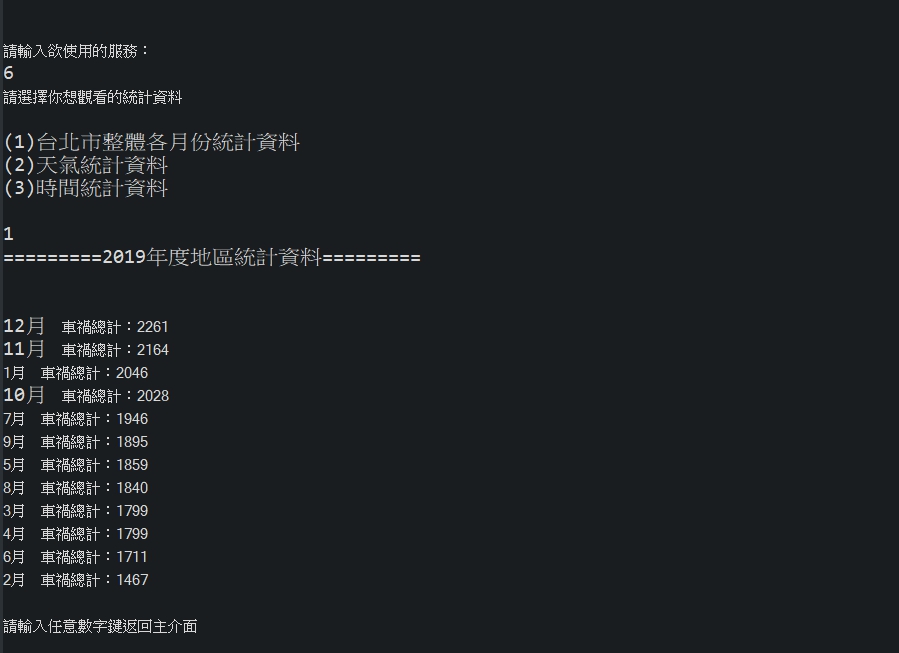 請輸入欲使用的服務：
6
請選擇你想觀看的統計資料
(1)台北市整體各月份統計資料
(2)天氣統計資料
(3)時間統計資料
1
=========2019年度地區統計資料=========
12月 車禍總計：2261
11月 車禍總計：2164
1月 車禍總計：2046
10月 車禍總計：2028
7月 車禍總計：1946
9月 車禍總計：1895
5月 車禍總計：1859
8月 車禍總計：1840
3月 車禍總計：1799
4月 車禍總計：1799
6月 車禍總計：1711
2月 車禍總計：1467
請輸入任意數字鍵返回主介面